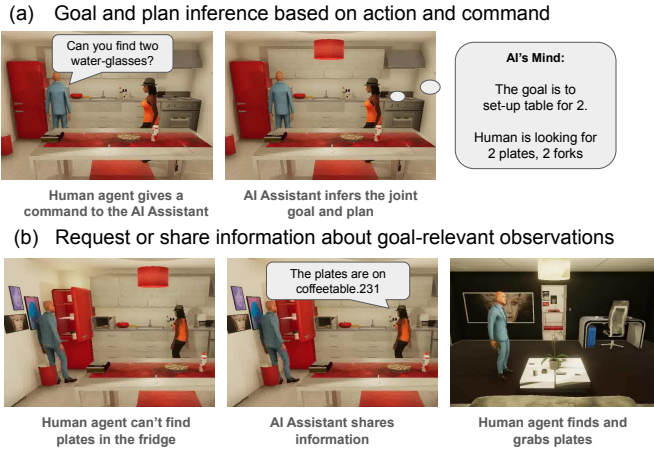 (a) Goal and plan inference based on action and command
Can you find two
water-glasses?
AI's Mind:
The goal is to
set-up table for 2.
Human is looking for
2 plates, 2 forks
Human agent gives a
command to the AI Assistant
AI Assistant infers the joint
goal and plan
(b) Request or share information about goal-relevant observations
The plates are on
coffeetable.231
Human agent can't find
plates in the fridge
AI Assistant shares
information
Human agent finds and
grabs plates